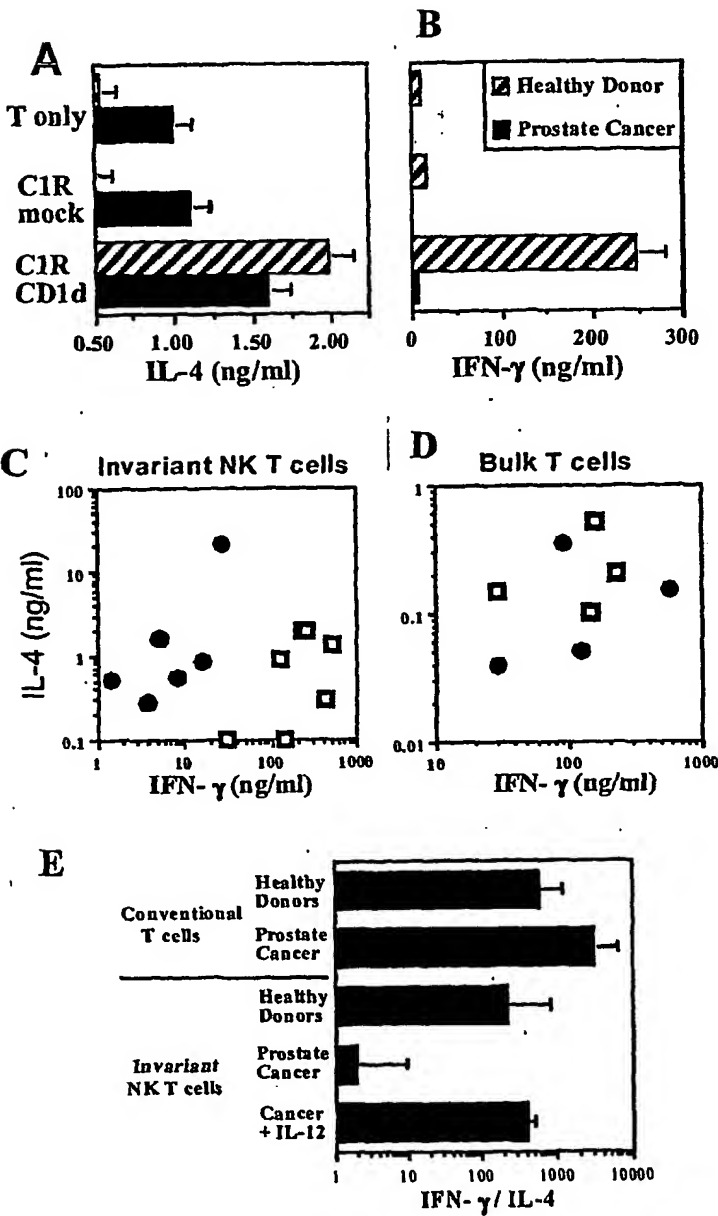 A
T only
C1R
mock
C1R
CD1d
0.50 1.00 1.50 2.00
IL-4 (ng/ml)
B
Healthy Donor
Prostate Cancer
0 100 200 300
IFN-γ (ng/ml)
C Invariant NK T cells
100
10
1
0.1
IL-4 (ng/ml)
1 10 100 1000
IFN- γ (ng/ml)
D Bulk T cells
1
0.1
0.01
10 100 1000
IFN- γ (ng/ml)
E
Conventional
T cells
Healthy
Donors
Prostate
Cancer
Invariant
NK T cells
Healthy
Donors
Prostate
Cancer
Cancer
+ IL-12
1 10 100 1000 10000
IFN- γ/ IL-4